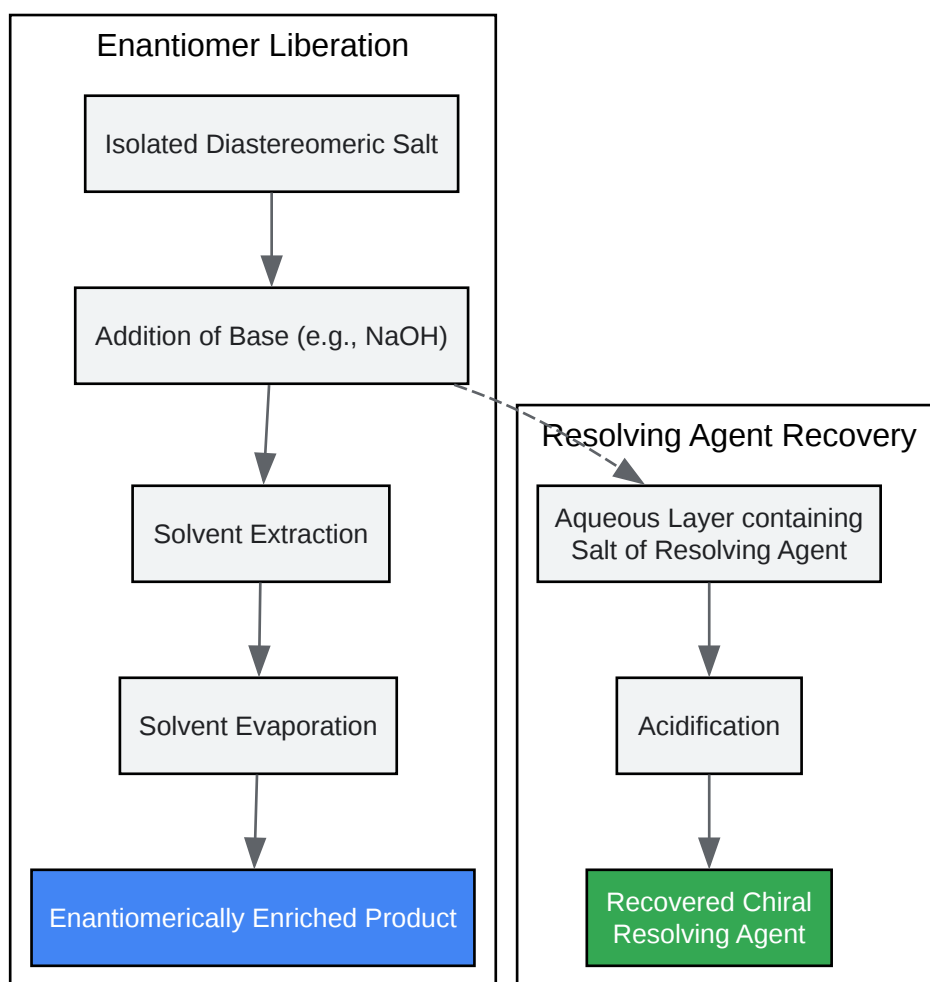 Enantiomer Liberation
Isolated Diastereomeric Salt
Addition of Base (e.g., NaOH)
Solvent Extraction
Solvent Evaporation
Enantiomerically Enriched Product
Resolving Agent Recovery
Aqueous Layer containing
Salt of Resolving Agent
Acidification
Recovered Chiral
Resolving Agent